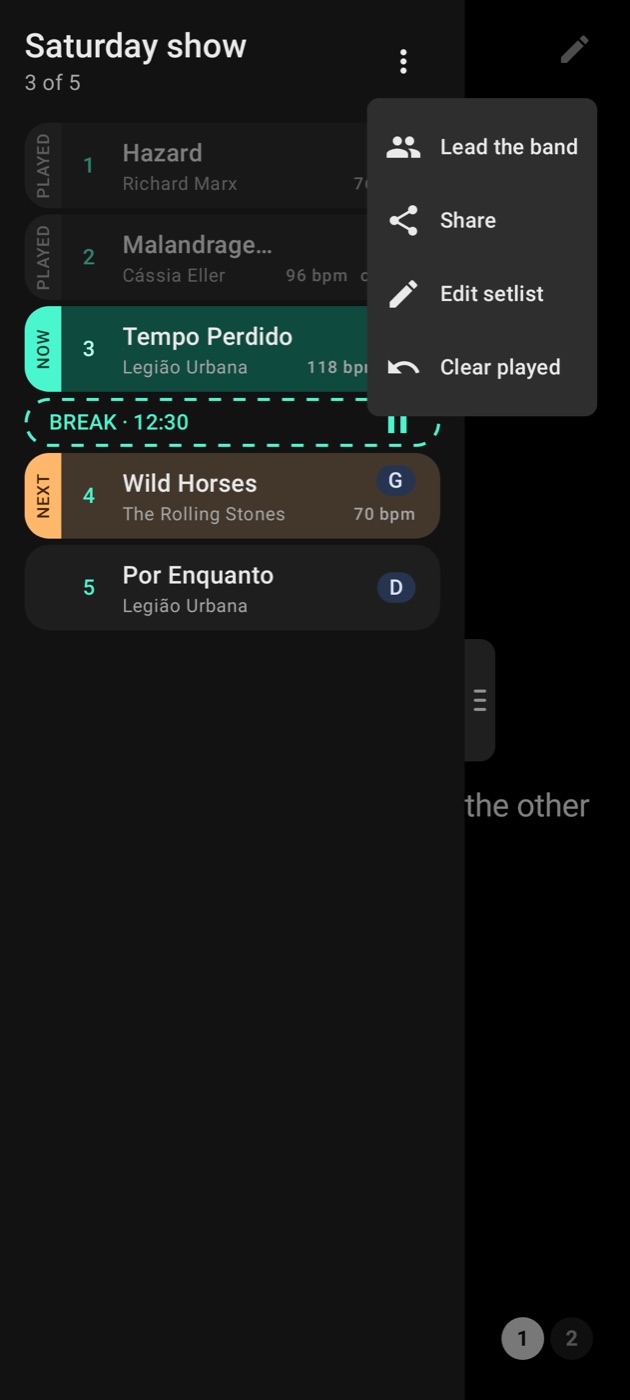 Saturday show
3 of 5
PLAYED
1
Hazard
Richard Marx
PLAYED
2
Malandrage…
Cássia Eller
96 bpm
NOW
3
Tempo Perdido
Legião Urbana
118
BREAK · 12:30
NEXT
4
Wild Horses
G
The Rolling Stones
70 bpm
5
Por Enquanto
D
Legião Urbana
Lead the band
Share
Edit setlist
Clear played
the other
1
2